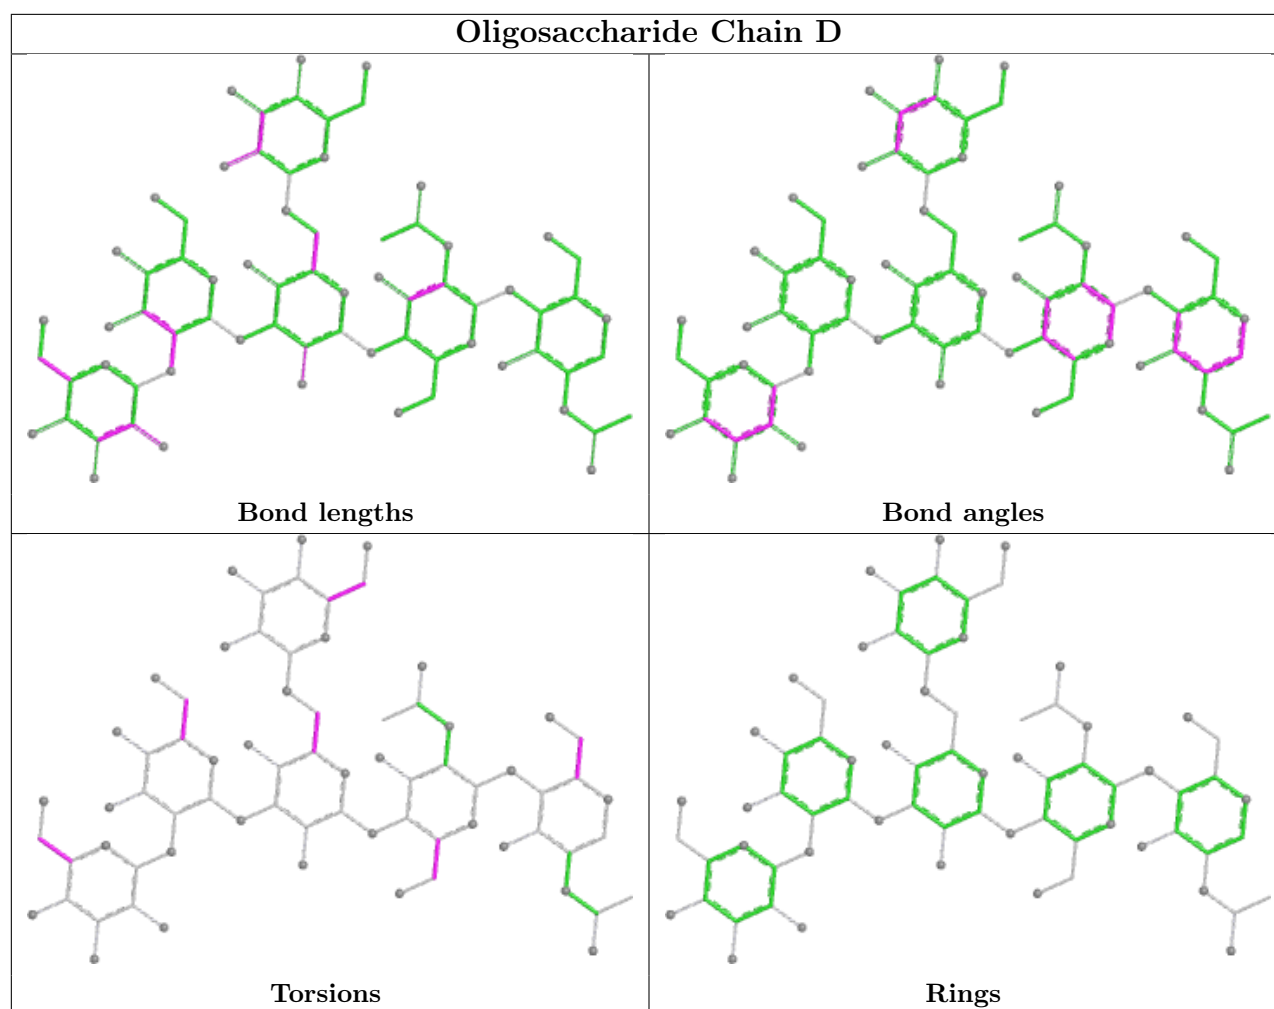 Oligosaccharide Chain D
Bond lengths
Bond angles
Torsions
Rings